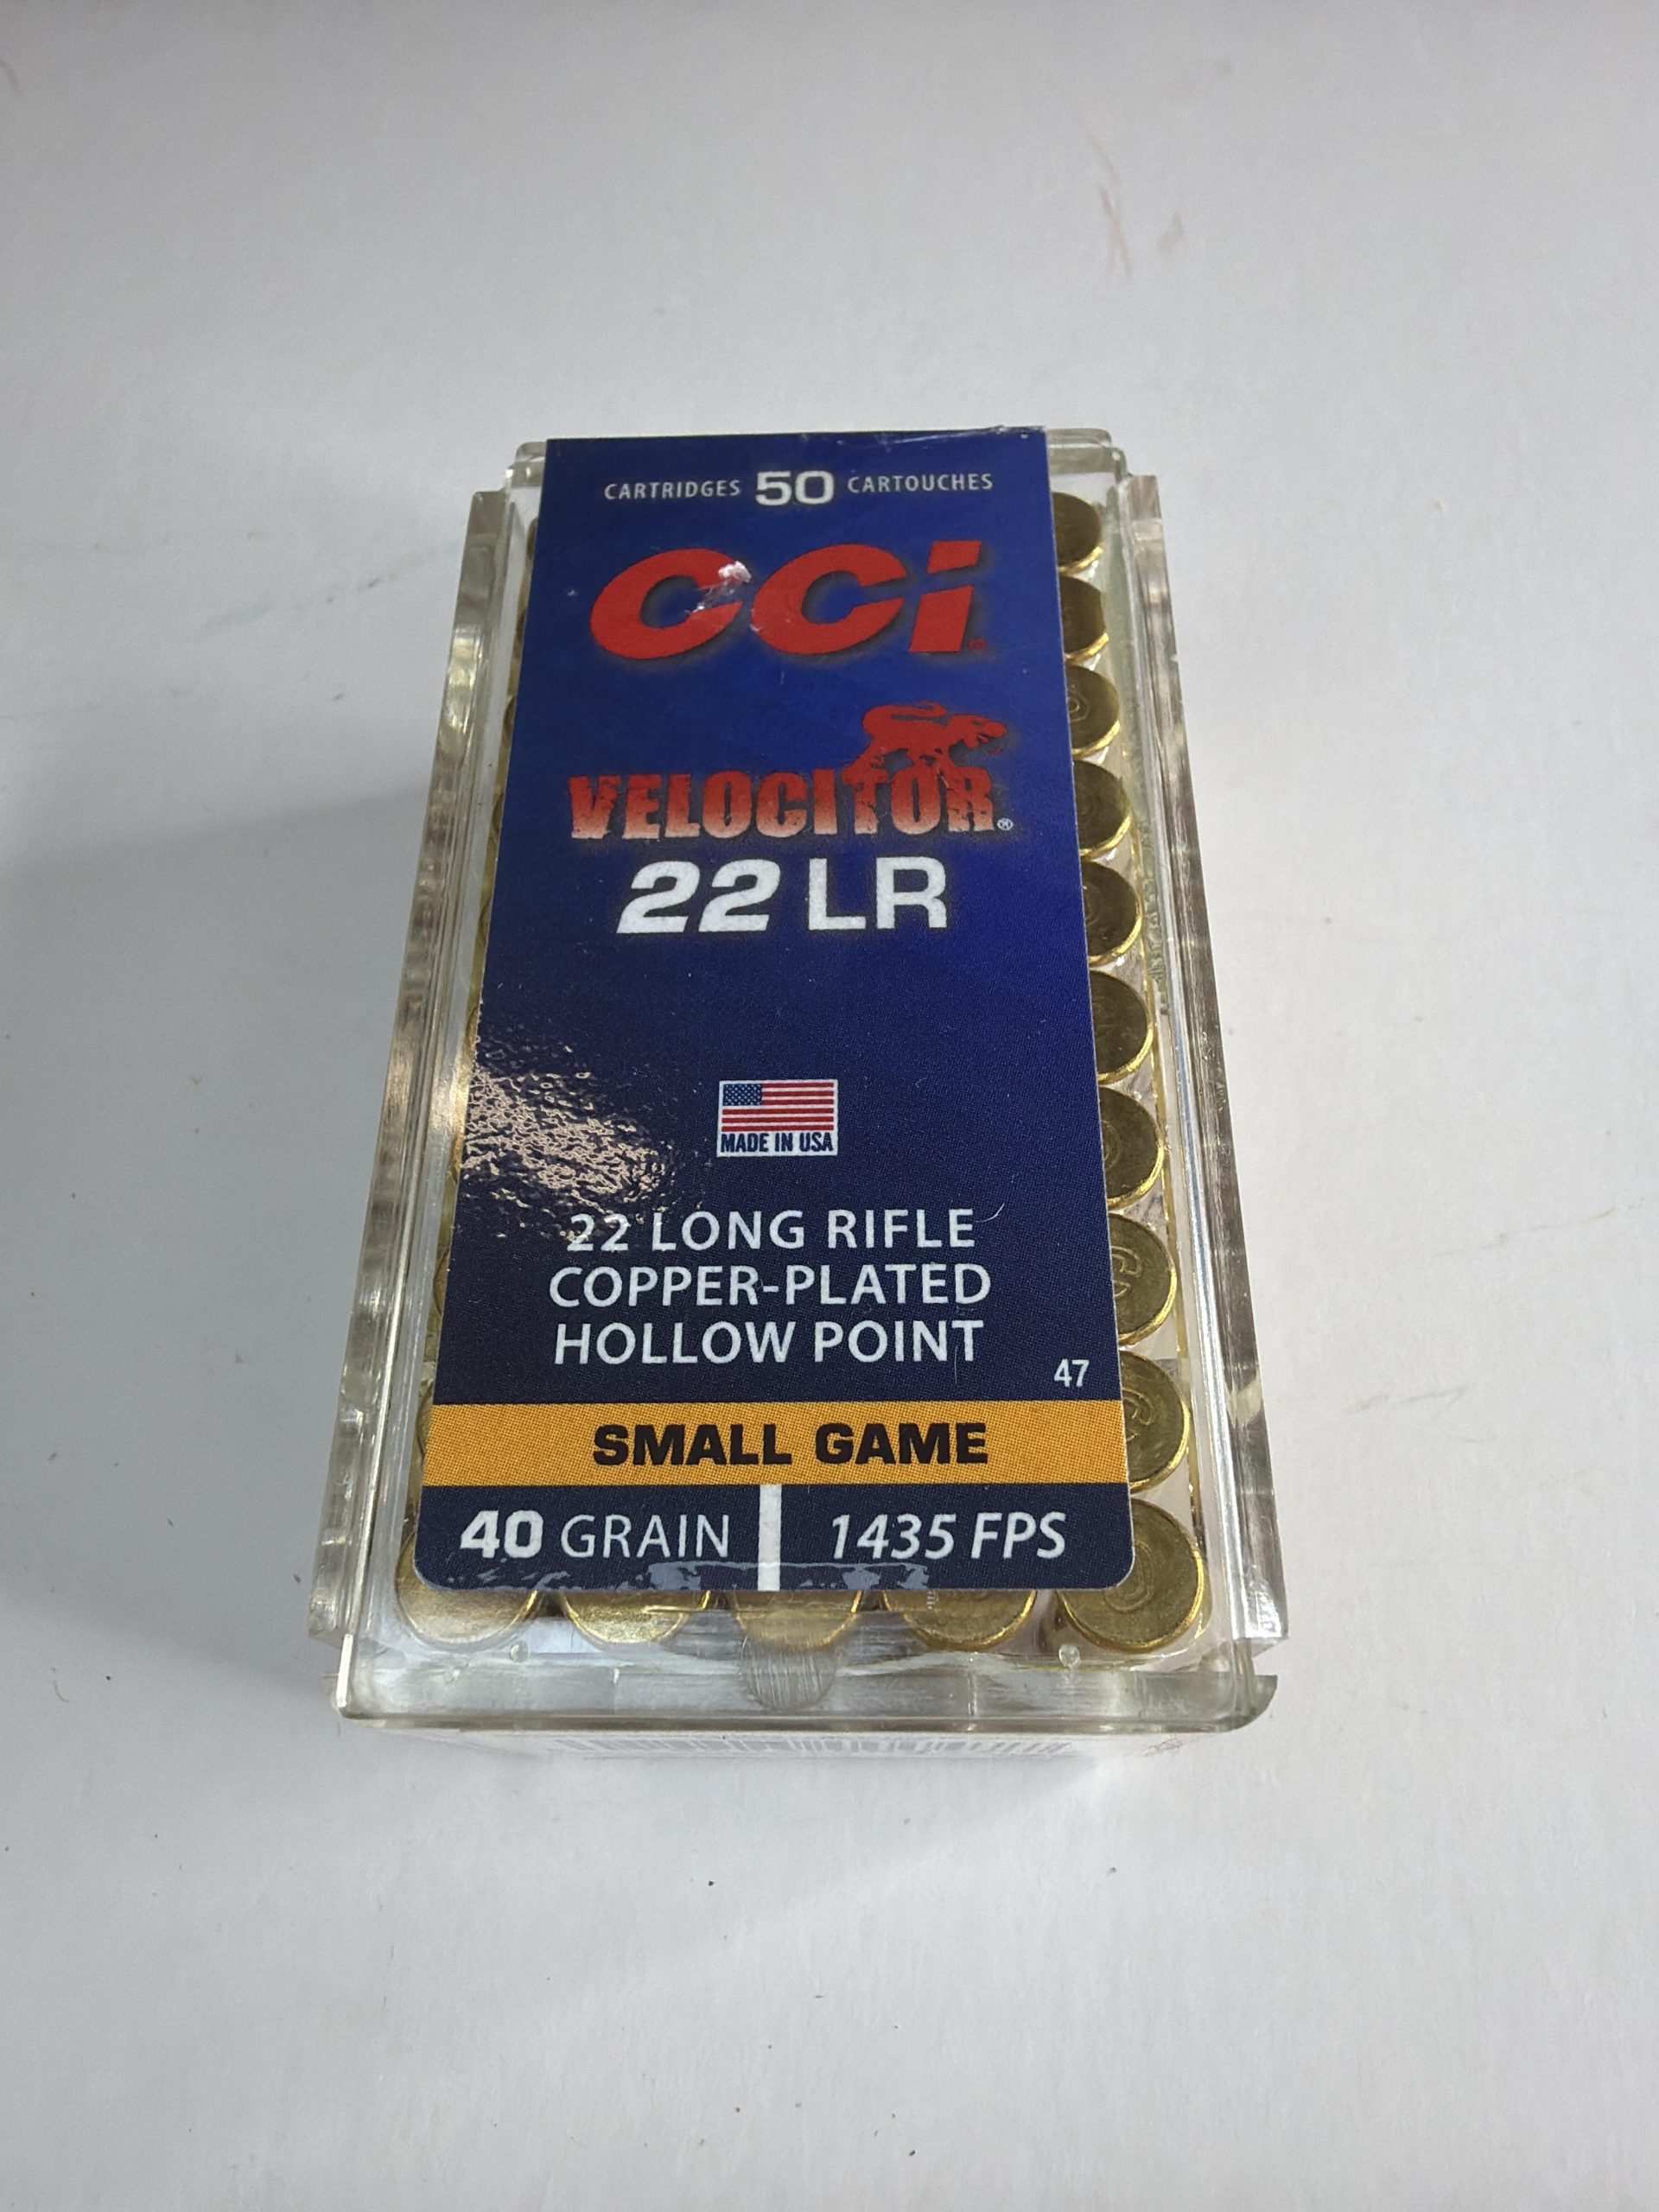 CARTRIDGES 50 CARTOUCHES
CCI
VELOCITOR®
22 LR
MADE IN USA
22 LONG RIFLE
COPPER-PLATED
HOLLOW POINT
47
SMALL GAME
40 GRAIN 1435 FPS